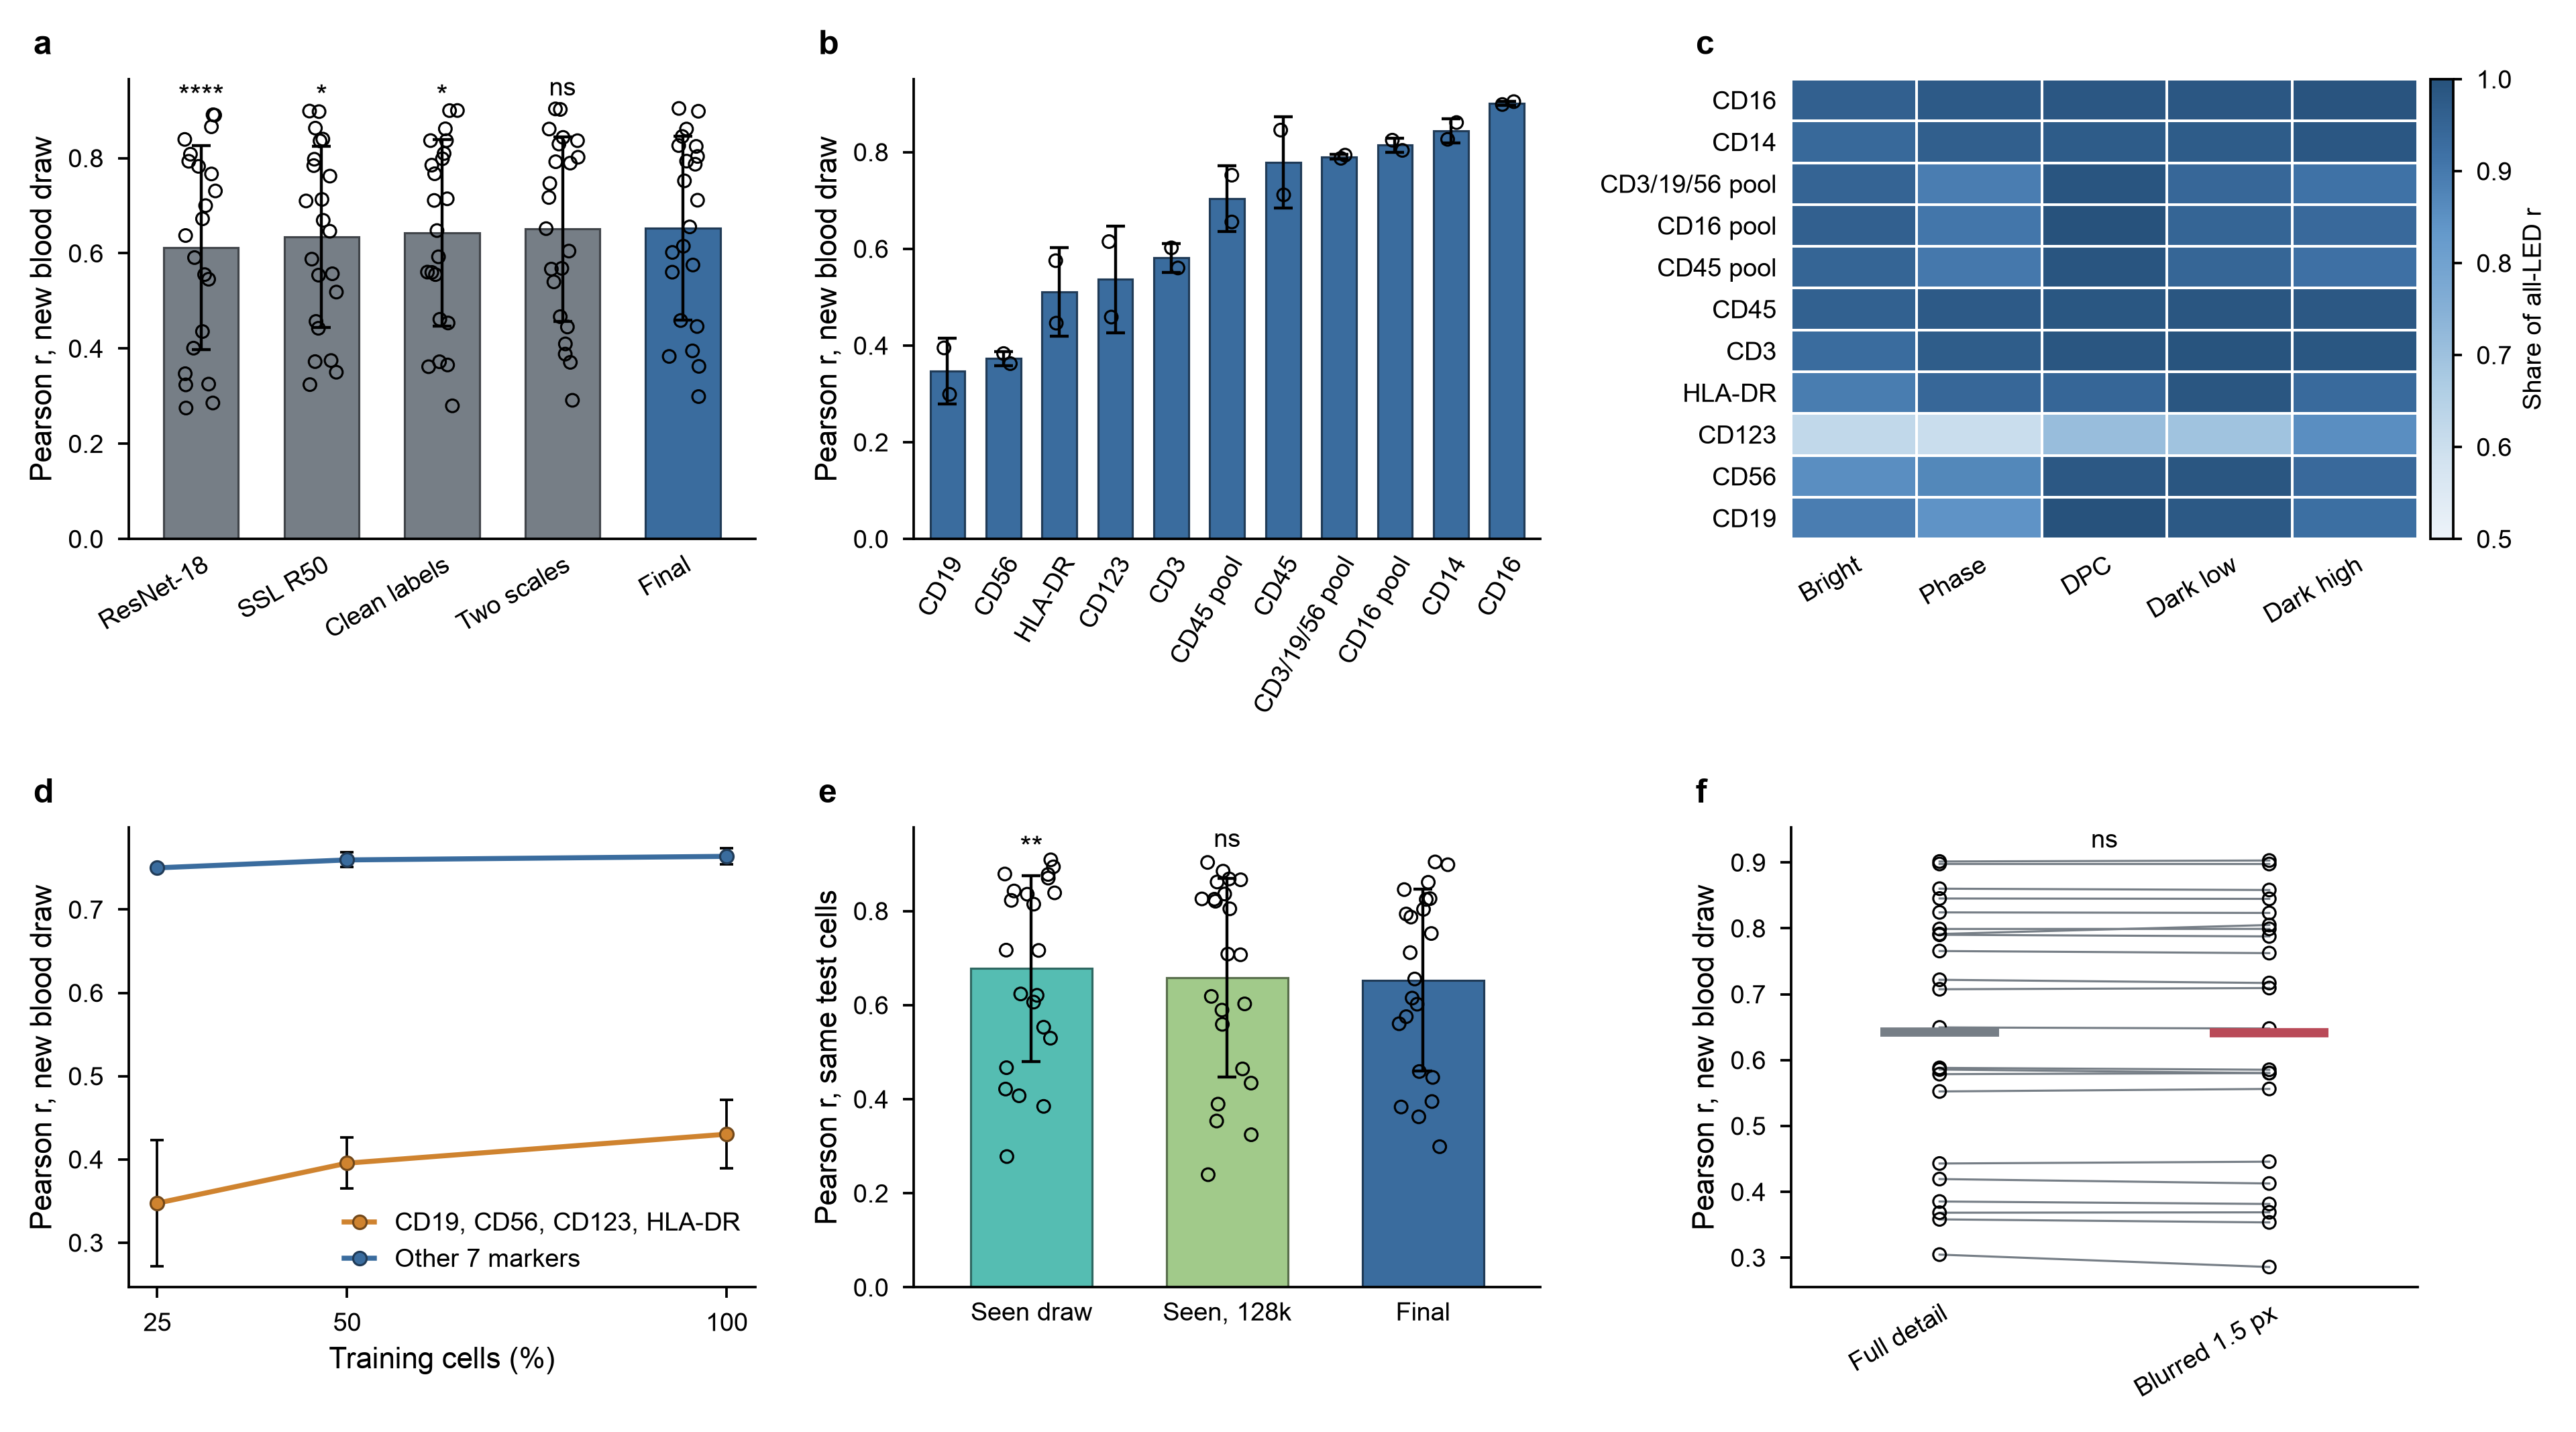 a
Pearson r, new blood draw
0.0
0.2
0.4
0.6
0.8
****
*
*
ns
ResNet-18
SSL R50
Clean labels
Two scales
Final
b
Pearson r, new blood draw
0.0
0.2
0.4
0.6
0.8
CD19
CD56
HLA-DR
CD123
CD3
CD45 pool
CD45
CD3/19/56 pool
CD16 pool
CD14
CD16
c
CD16
CD14
CD3/19/56 pool
CD16 pool
CD45 pool
CD45
CD3
HLA-DR
CD123
CD56
CD19
Bright
Phase
DPC
Dark low
Dark high
1.0
0.9
0.8
0.7
0.6
0.5
Share of all-LED r
d
Pearson r, new blood draw
0.7
0.6
0.5
0.4
0.3
CD19, CD56, CD123, HLA-DR
Other 7 markers
25
50
100
Training cells (%)
e
Pearson r, same test cells
0.0
0.2
0.4
0.6
0.8
**
ns
Seen draw
Seen, 128k
Final
f
Pearson r, new blood draw
0.9
0.8
0.7
0.6
0.5
0.4
0.3
ns
Full detail
Blurred 1.5 px